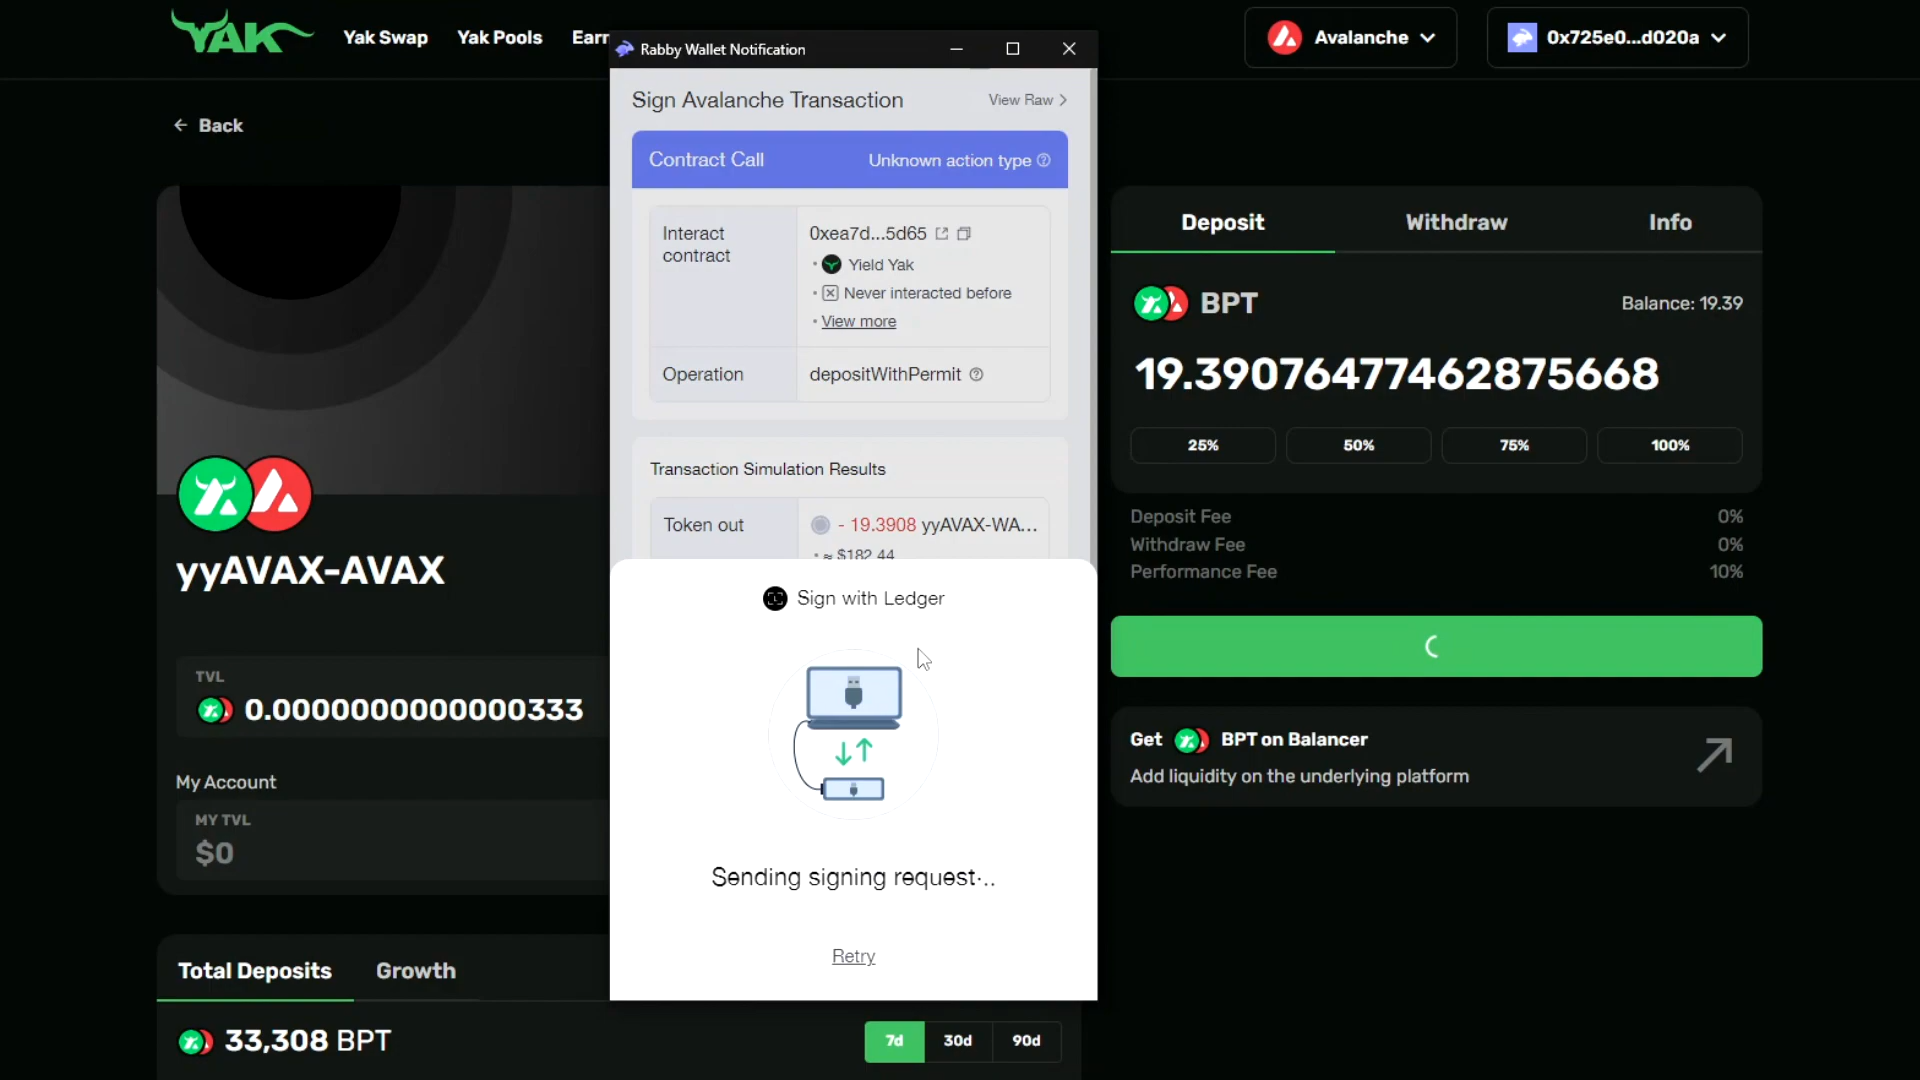 YAK
Yak Swap
Yak Pools
Earn
Avalanche
0x725e0...d020a
Back
yyAVAX-AVAX
TVL
0.0000000000000333
My Account
MY TVL
$0
Total Deposits
Growth
33,308 BPT
7d
30d
90d
Rabby Wallet Notification
Sign Avalanche Transaction
View Raw
Contract Call
Unknown action type
Interact contract
0xea7d...5d65
Yield Yak
Never interacted before
View more
Operation
depositWithPermit
Transaction Simulation Results
Token out
- 19.3908 yyAVAX-WA...
≈ $182.44
Sign with Ledger
Sending signing request...
Retry
Deposit
Withdraw
Info
BPT
Balance: 19.39
19.39076477462875668
25%
50%
75%
100%
Deposit Fee
0%
Withdraw Fee
0%
Performance Fee
10%
Get BPT on Balancer
Add liquidity on the underlying platform